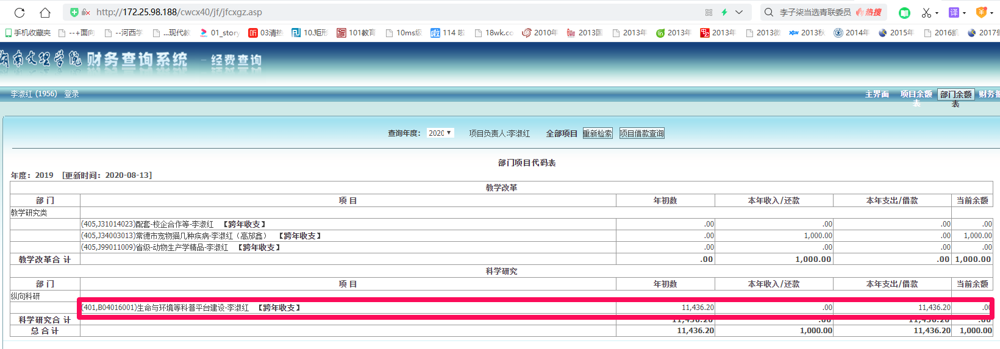 http://172.25.98.188/cwcx40/jf/jfcxgz.asp
李子柒当选青联委员 热搜
译
手机收藏夹 --+面向 --河西学 ...现代教 01_story 03清热 10.矩形 101教育 10ms级 114 啦 18wk.co 2010年 2013国 2013年 2013年 2013年 2013微 2013秋 2014年 2015年 2016凯 2017智
湖南文理学院 财务查询系统 - 经费查询
李淑红 (1956) 登录 主界面 项目余额表 部门余额表 财务报
查询年度： 2020 项目负责人:李淑红 全部项目 重新检索 项目借款查询
部门项目代码表
年度：2019 [更新时间：2020-08-13]
教学改革
部 门 项 目 年初数 本年收入/还款 本年支出/借款 当前余额
教学研究类
(405,J31014023)配套-校企合作等-李淑红 【跨年收支】 .00 .00 .00 .00
(405,J34003013)常德市宠物猫几种疾病-李淑红（高邡鑫） 【跨年收支】 .00 1,000.00 .00 1,000.00
(405,J99011009)省级-动物生产学精品-李淑红 【跨年收支】 .00 .00 .00 .00
教学改革合 计 .00 1,000.00 .00 1,000.00
科学研究
部 门 项 目 年初数 本年收入/还款 本年支出/借款 当前余额
纵向科研
(401,B04016001)生命与环境等科普平台建设-李淑红 【跨年收支】 11,436.20 .00 11,436.20 .00
科学研究合 计 11,436.20 .00 11,436.20 .00
总 合 计 11,436.20 1,000.00 11,436.20 1,000.00